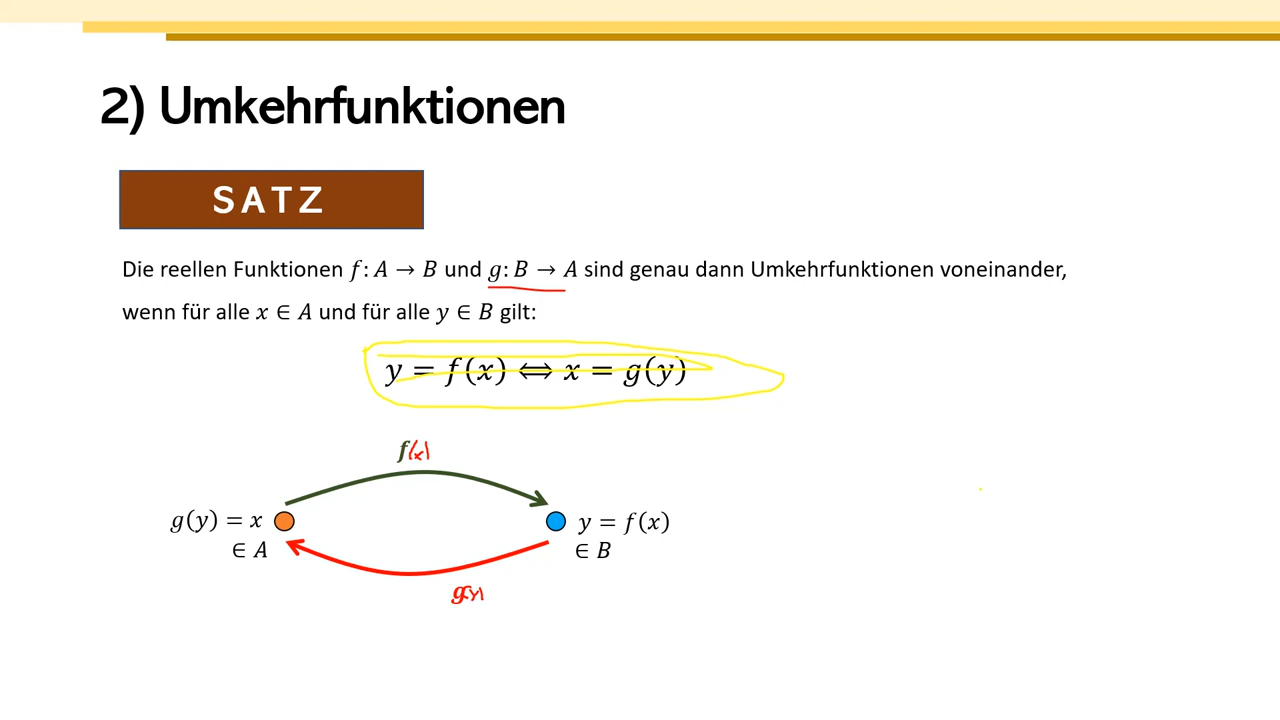 2) Umkehrfunktionen
SATZ
Die reellen Funktionen f: A → B und g: B → A sind genau dann Umkehrfunktionen voneinander,
wenn für alle x ∈ A und für alle y ∈ B gilt:
y = f(x) ⟺ x = g(y)
f(x)
g(y) = x
∈ A
y = f(x)
∈ B
g(y)